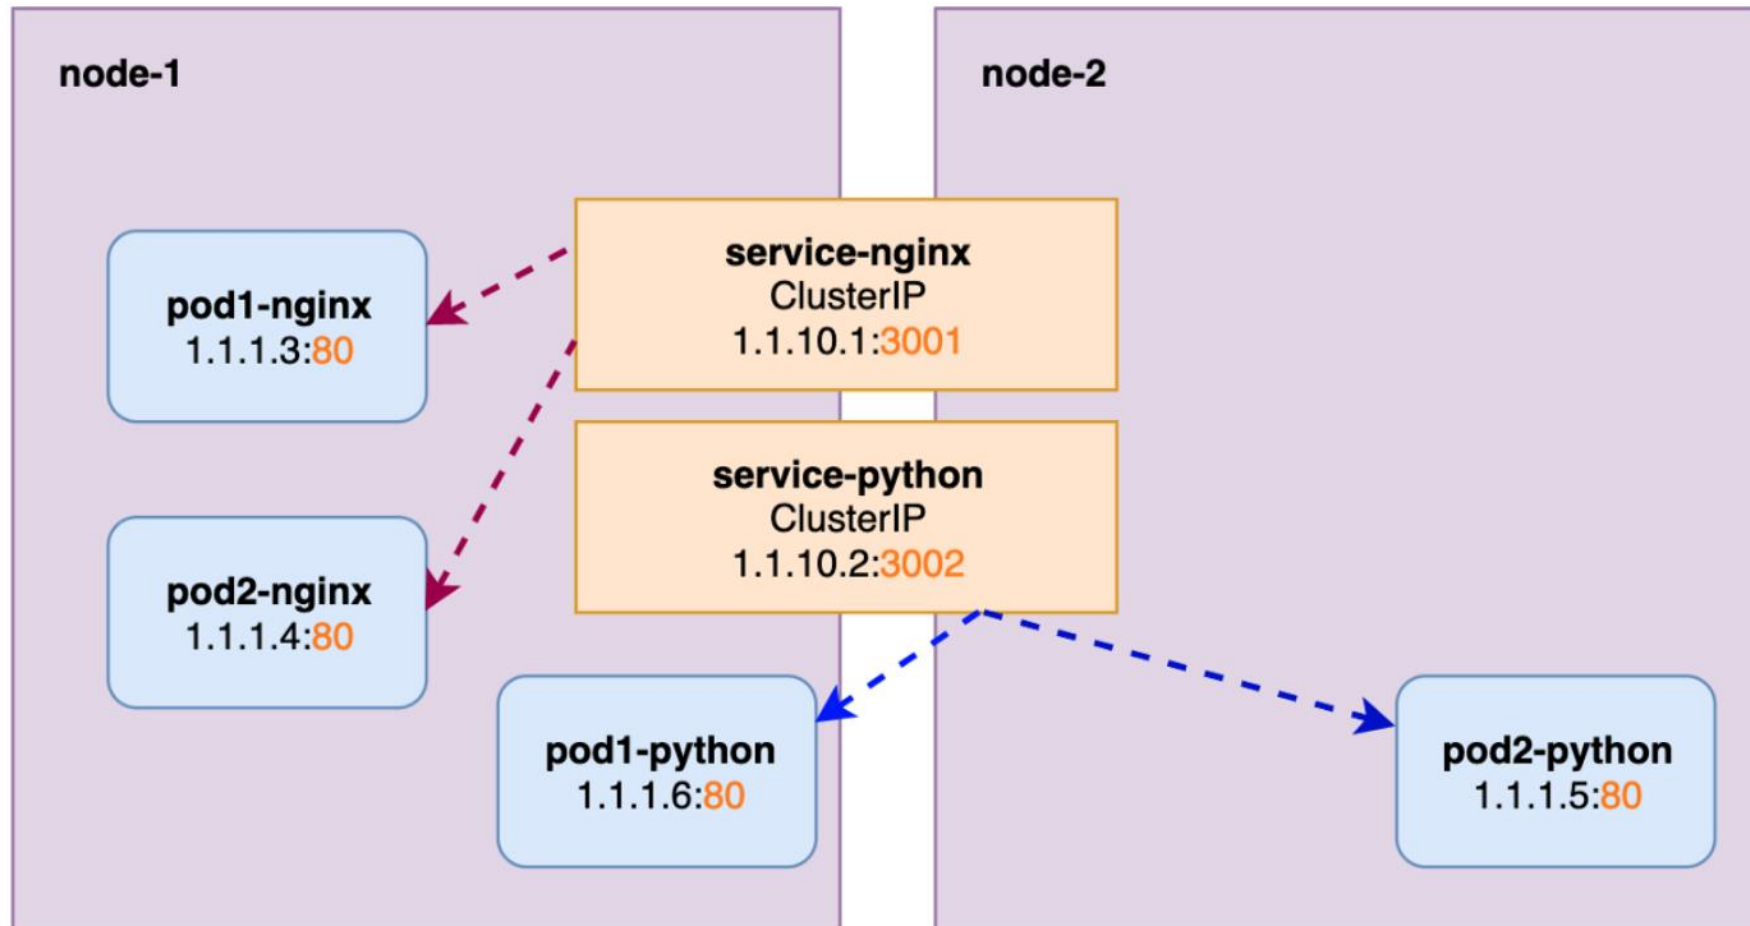 node-1
node-2
service-nginx
ClusterIP
1.1.10.1:3001
pod1-nginx
1.1.1.3:80
service-python
ClusterIP
1.1.10.2:3002
pod2-nginx
1.1.1.4:80
pod1-python
1.1.1.6:80
pod2-python
1.1.1.5:80